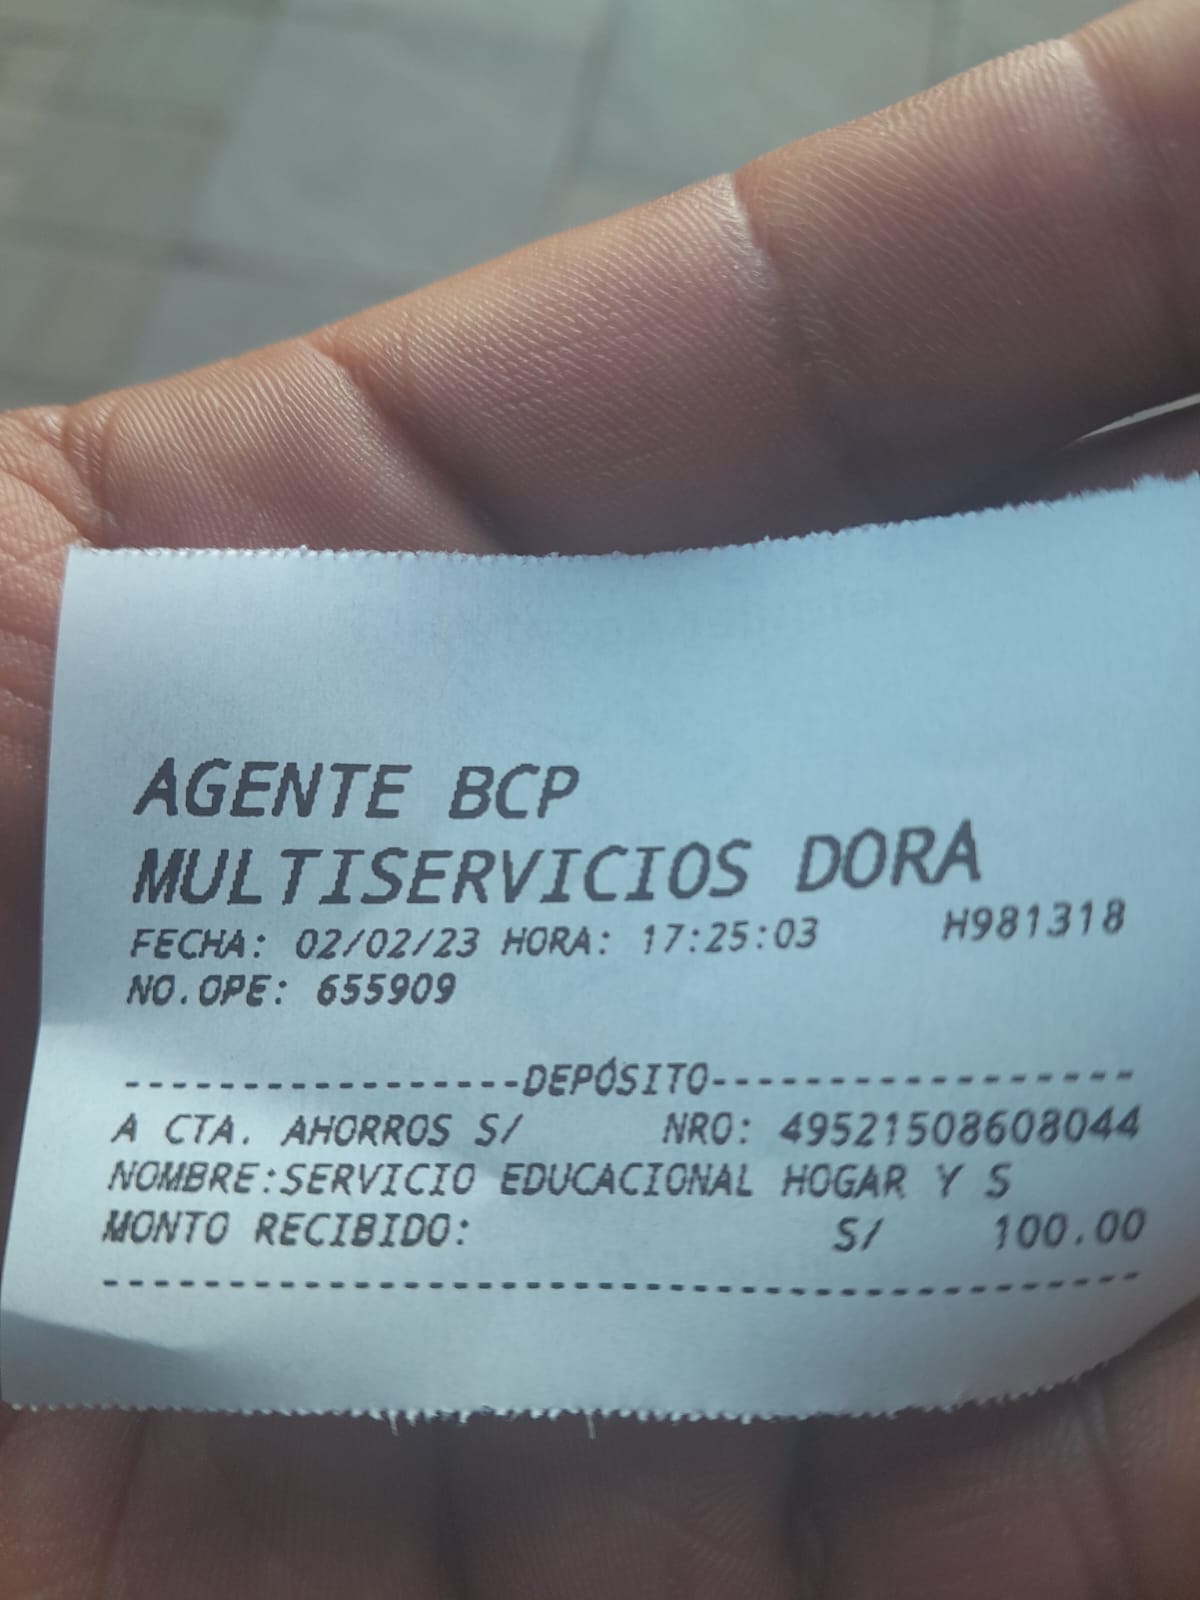 AGENTE BCP
MULTISERVICIOS DORA
FECHA: 02/02/23 HORA: 17:25:03 H981318
NO.OPE: 655909
-----------------DEPÓSITO-----------------
A CTA. AHORROS S/ NRO: 49521508608044
NOMBRE:SERVICIO EDUCACIONAL HOGAR Y S
MONTO RECIBIDO: S/ 100.00
------------------------------------------